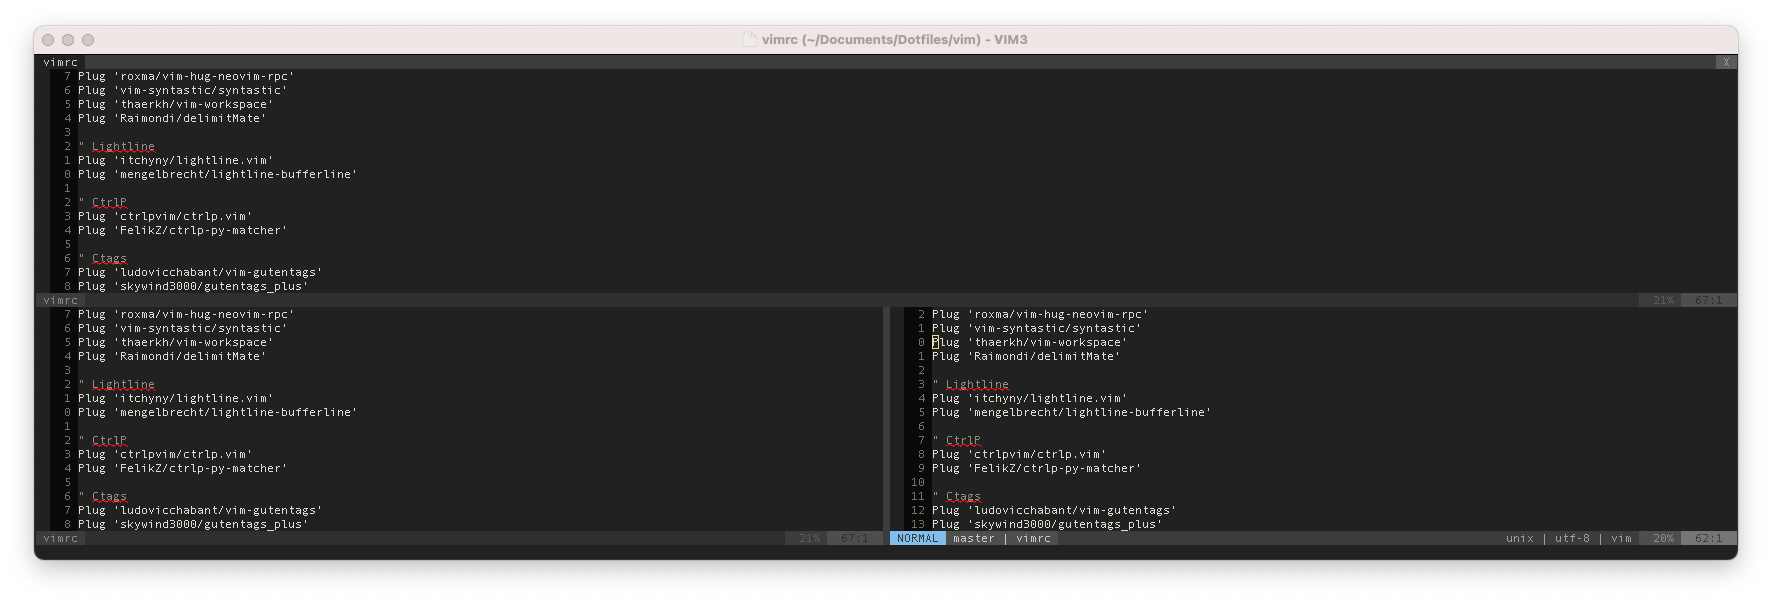 vimrc (~/Documents/Dotfiles/vim) - VIM3
vimrc X
7 Plug 'roxma/vim-hug-neovim-rpc'
6 Plug 'vim-syntastic/syntastic'
5 Plug 'thaerkh/vim-workspace'
4 Plug 'Raimondi/delimitMate'
3
2 " Lightline
1 Plug 'itchyny/lightline.vim'
0 Plug 'mengelbrecht/lightline-bufferline'
1
2 " CtrlP
3 Plug 'ctrlpvim/ctrlp.vim'
4 Plug 'FelikZ/ctrlp-py-matcher'
5
6 " Ctags
7 Plug 'ludovicchabant/vim-gutentags'
8 Plug 'skywind3000/gutentags_plus'
vimrc 21% 67:1
7 Plug 'roxma/vim-hug-neovim-rpc'
6 Plug 'vim-syntastic/syntastic'
5 Plug 'thaerkh/vim-workspace'
4 Plug 'Raimondi/delimitMate'
3
2 " Lightline
1 Plug 'itchyny/lightline.vim'
0 Plug 'mengelbrecht/lightline-bufferline'
1
2 " CtrlP
3 Plug 'ctrlpvim/ctrlp.vim'
4 Plug 'FelikZ/ctrlp-py-matcher'
5
6 " Ctags
7 Plug 'ludovicchabant/vim-gutentags'
8 Plug 'skywind3000/gutentags_plus'
vimrc 21% 67:1
2 Plug 'roxma/vim-hug-neovim-rpc'
1 Plug 'vim-syntastic/syntastic'
0 Plug 'thaerkh/vim-workspace'
1 Plug 'Raimondi/delimitMate'
2
3 " Lightline
4 Plug 'itchyny/lightline.vim'
5 Plug 'mengelbrecht/lightline-bufferline'
6
7 " CtrlP
8 Plug 'ctrlpvim/ctrlp.vim'
9 Plug 'FelikZ/ctrlp-py-matcher'
10
11 " Ctags
12 Plug 'ludovicchabant/vim-gutentags'
13 Plug 'skywind3000/gutentags_plus'
NORMAL master | vimrc unix | utf-8 | vim 20% 62:1